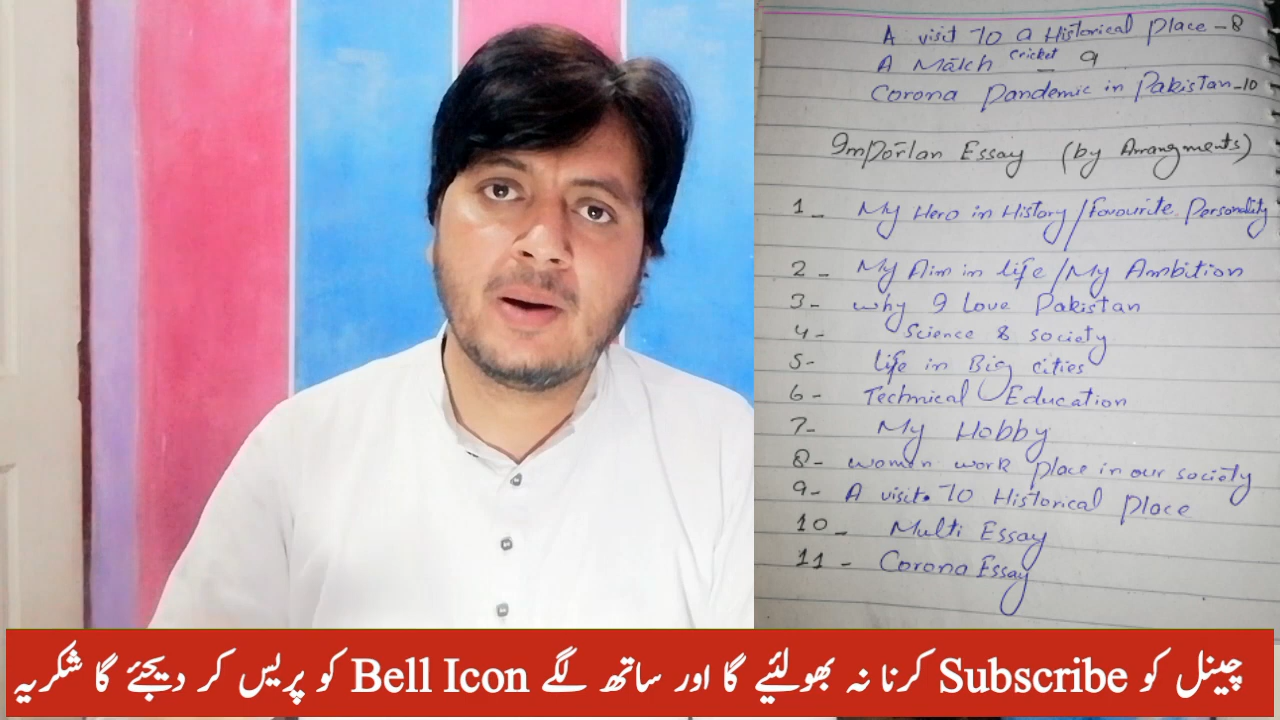 A visit To a Historical Place - 8
A Match Cricket - 9
Corona Pandemic in Pakistan - 10
Importan Essay (by Arrangments)
1 - My Hero in History / Favourite Personality
2 - My Aim in life / My Ambition
3 - why I Love Pakistan
4 - Science & society
5 - life in Big cities
6 - Technical Education
7 - My Hobby
8 - women work place in our society
9 - A visit To Historical Place
10 - Multi Essay
11 - Corona Essay
چینل کو Subscribe کرنا نہ بھولئیے گا اور ساتھ لگے Bell Icon کو پریس کر دیجئے گا شکریہ